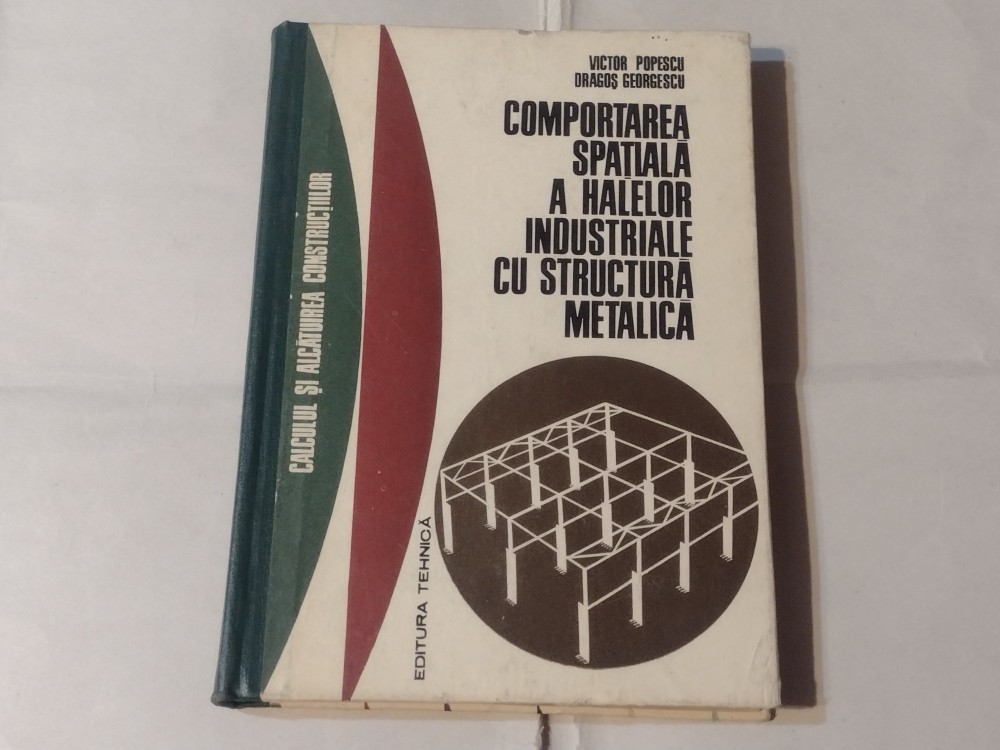 VICTOR POPESCU
DRAGOŞ GEORGESCU
COMPORTAREA
SPAŢIALĂ
A HALELOR
INDUSTRIALE
CU STRUCTURĂ
METALICĂ
CALCULUL ŞI ALCĂTUIREA CONSTRUCŢIILOR
EDITURA TEHNICĂ